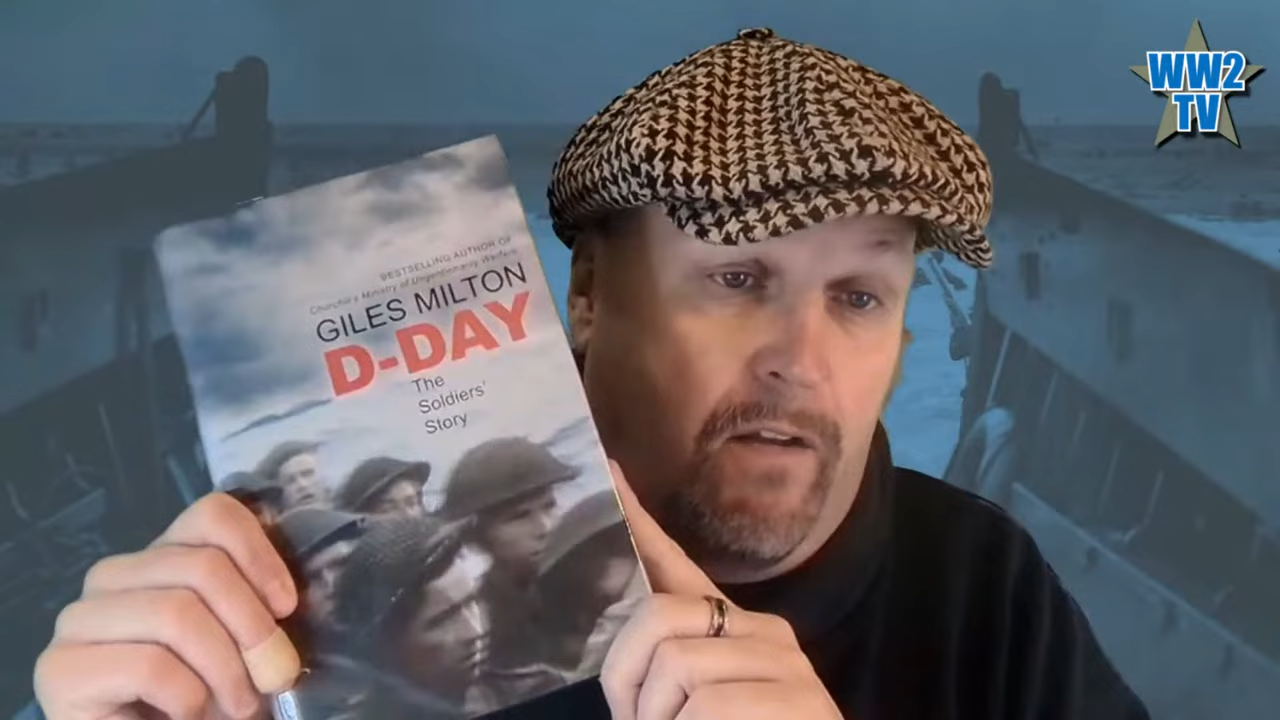 BESTSELLING AUTHOR OF
Churchill's Ministry of Ungentlemanly Warfare
GILES MILTON
D-DAY
The
Soldiers'
Story
WW2
TV